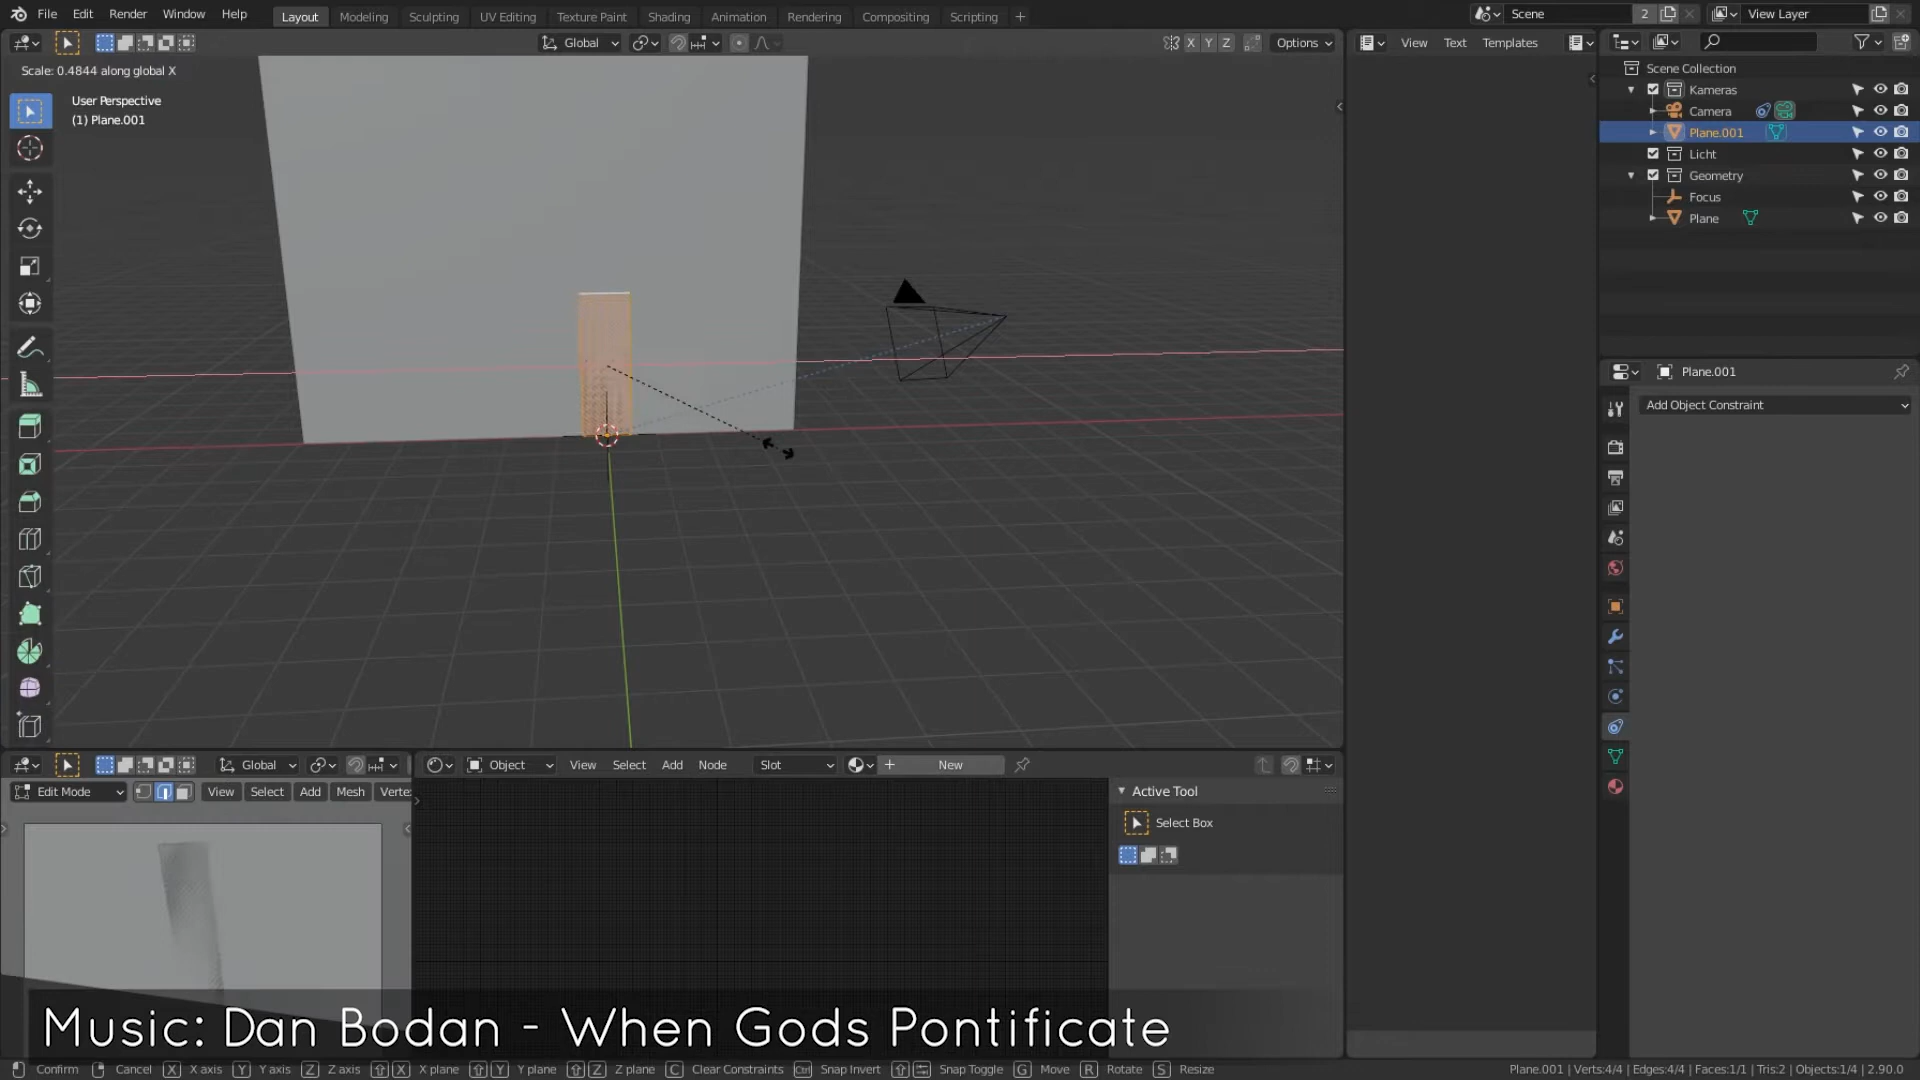 File Edit Render Window Help Layout Modeling Sculpting UV Editing Texture Paint Shading Animation Rendering Compositing Scripting + Scene 2 View Layer
Global X Y Z Options View Text Templates
Scale: 0.4844 along global X
User Perspective
(1) Plane.001
Scene Collection
Kameras
Camera
Plane.001
Licht
Geometry
Focus
Plane
Plane.001
Add Object Constraint
Global Object View Select Add Node Slot New
Edit Mode View Select Add Mesh Verte
Active Tool
Select Box
Music: Dan Bodan - When Gods Pontificate
Confirm Cancel X X axis Y Y axis Z Z axis X X plane Y Y plane Z Z plane C Clear Constraints Ctrl Snap Invert Snap Toggle G Move R Rotate S Resize Plane.001 | Verts:4/4 | Edges:4/4 | Faces:1/1 | Tris:2 | Objects:1/4 | 2.90.0